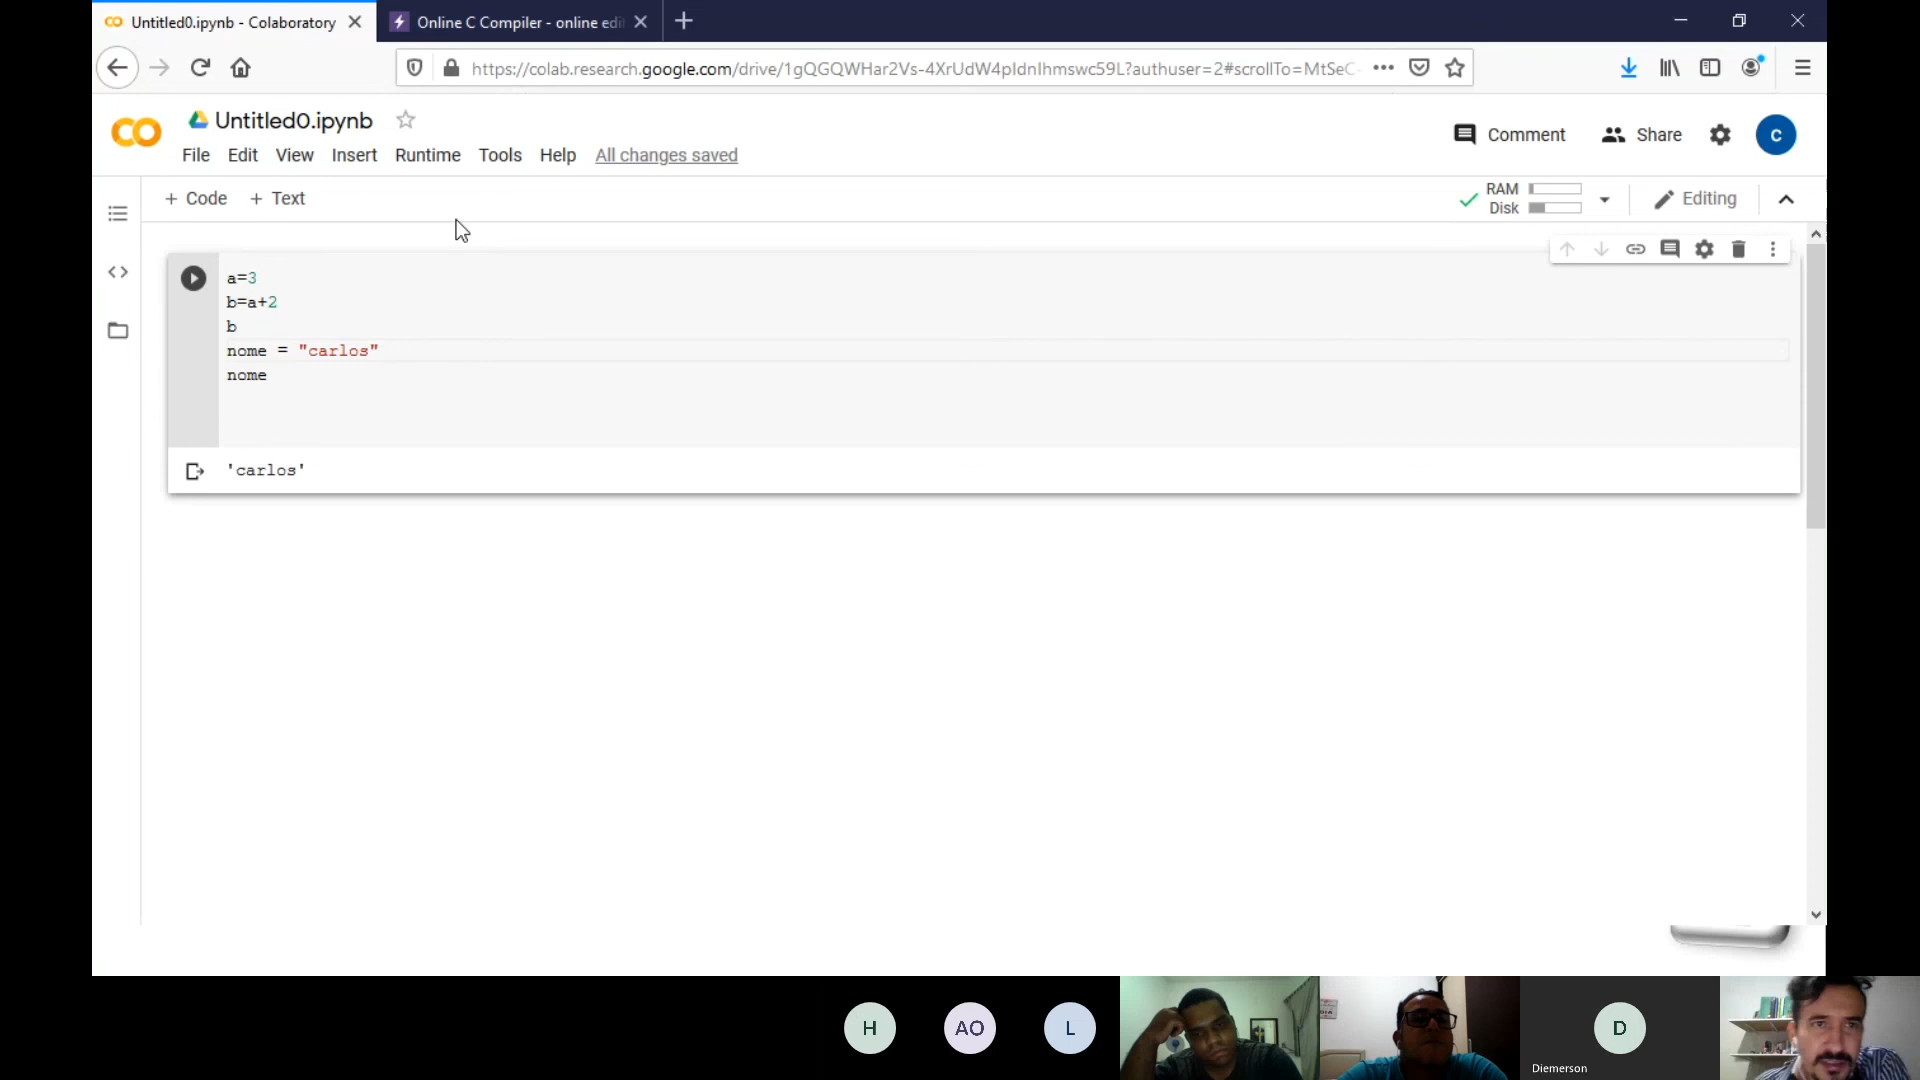 Untitled0.ipynb - Colaboratory
Online C Compiler - online edi
https://colab.research.google.com/drive/1gQGQWHar2Vs-4XrUdW4pIdnIhmswc59L?authuser=2#scrollTo=MtSeC
Untitled0.ipynb
File Edit View Insert Runtime Tools Help All changes saved
Comment Share C
+ Code + Text
RAM
Disk
Editing
a=3
b=a+2
b
nome = "carlos"
nome
'carlos'
H AO L D
Diemerson